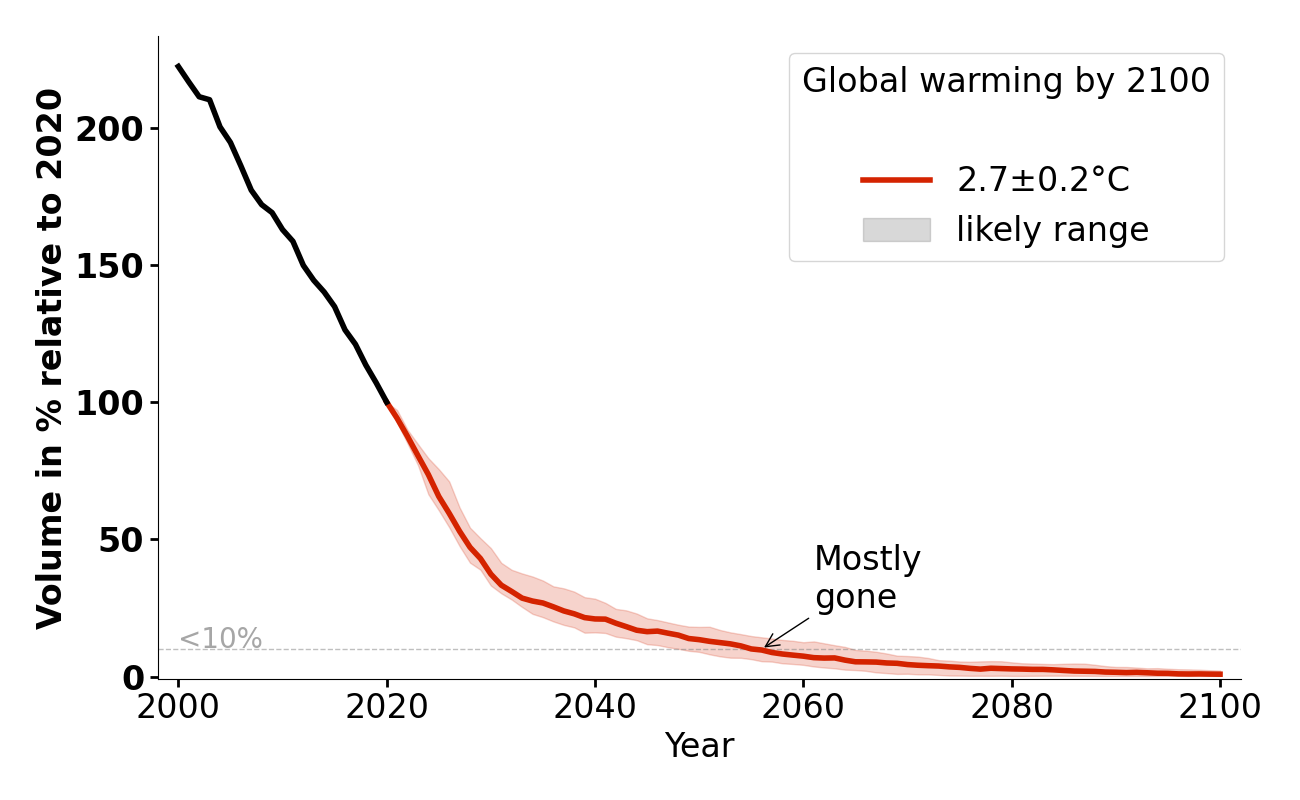 Volume in % relative to 2020
200
150
100
50
0
<10%
Global warming by 2100
2.7±0.2°C
likely range
Mostly
gone
2000 2020 2040 2060 2080 2100
Year